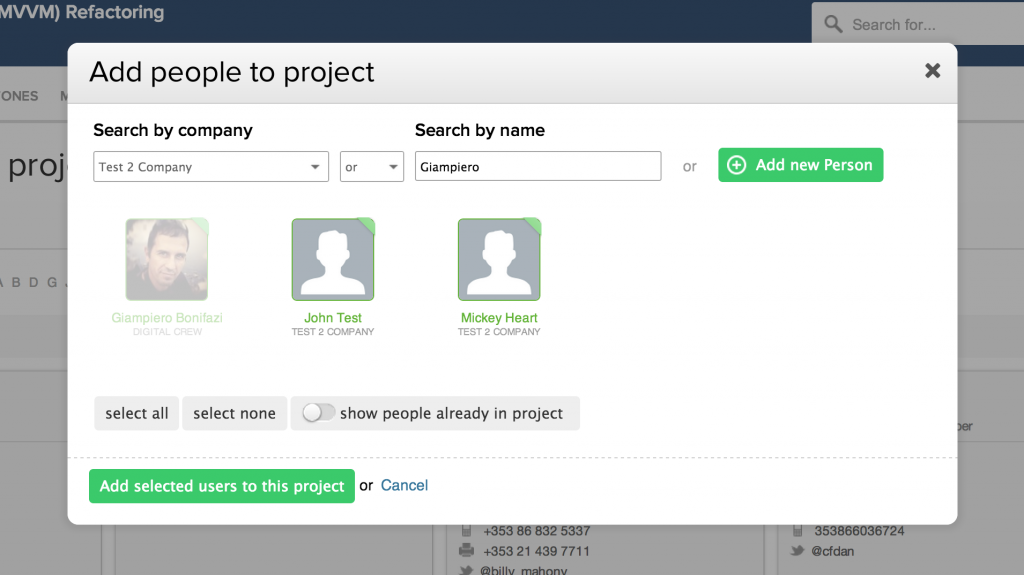 MVVM) Refactoring
Search for...
Add people to project
ONES
Search by company
Search by name
Test 2 Company
or
Giampiero
or
Add new Person
proj
A B D G
Giampiero Bonifazi
DIGITAL CREW
John Test
TEST 2 COMPANY
Mickey Heart
TEST 2 COMPANY
select all
select none
show people already in project
Add selected users to this project
or
Cancel
+353 86 832 5337
353866036724
+353 21 439 7711
@cfdan
@billy_mahony